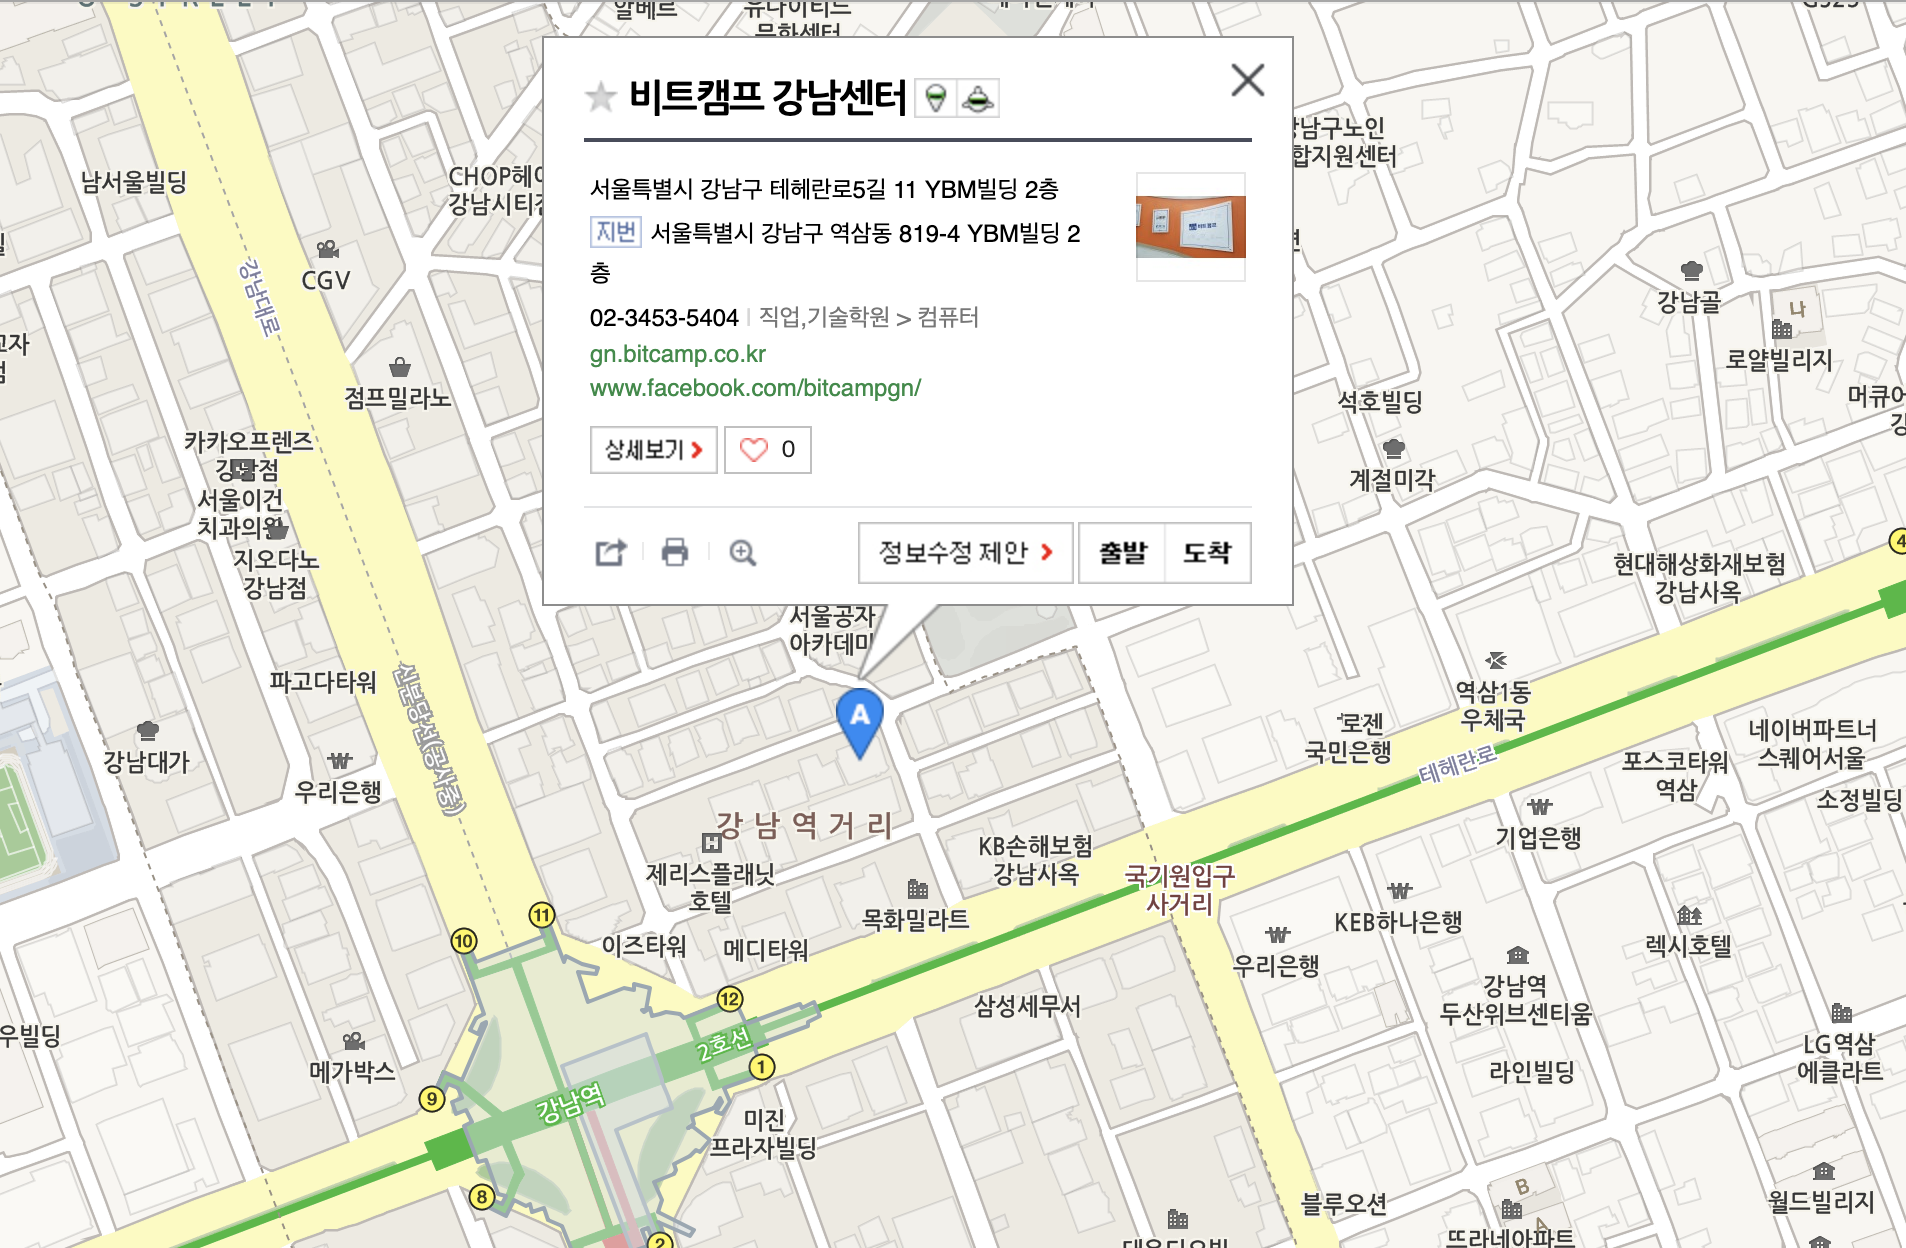 알베르
유나이티드
문화센터
비트캠프 강남센터
서울특별시 강남구 테헤란로5길 11 YBM빌딩 2층
지번 서울특별시 강남구 역삼동 819-4 YBM빌딩 2
층
02-3453-5404 직업,기술학원 > 컴퓨터
gn.bitcamp.co.kr
www.facebook.com/bitcampgn/
상세보기
0
정보수정 제안
출발
도착
남서울빌딩
CHOP헤어
강남시티점
강남구노인
합지원센터
강남대로
CGV
점프밀라노
카카오프렌즈
강남점
서울이건
치과의원
지오다노
강남점
강남골
나
로얄빌리지
머큐어
강
석호빌딩
계절미각
현대해상화재보험
강남사옥
4
서울공자
아카데미
A
파고다타워
신분당선(공사중)
강남대가
우리은행
역삼1동
우체국
로젠
국민은행
테헤란로
네이버파트너
스퀘어서울
포스코타워
역삼
소정빌딩
기업은행
강남역거리
제리스플래닛
호텔
KB손해보험
강남사옥
국기원입구
사거리
목화밀라트
KEB하나은행
렉시호텔
우리은행
이즈타워
메디타워
11
10
12
강남역
두산위브센티움
삼성세무서
우빌딩
메가박스
2호선
1
9
강남역
미진
프라자빌딩
라인빌딩
LG역삼
에클라트
8
2
블루오션
B
A
뜨라네아파트
월드빌리지